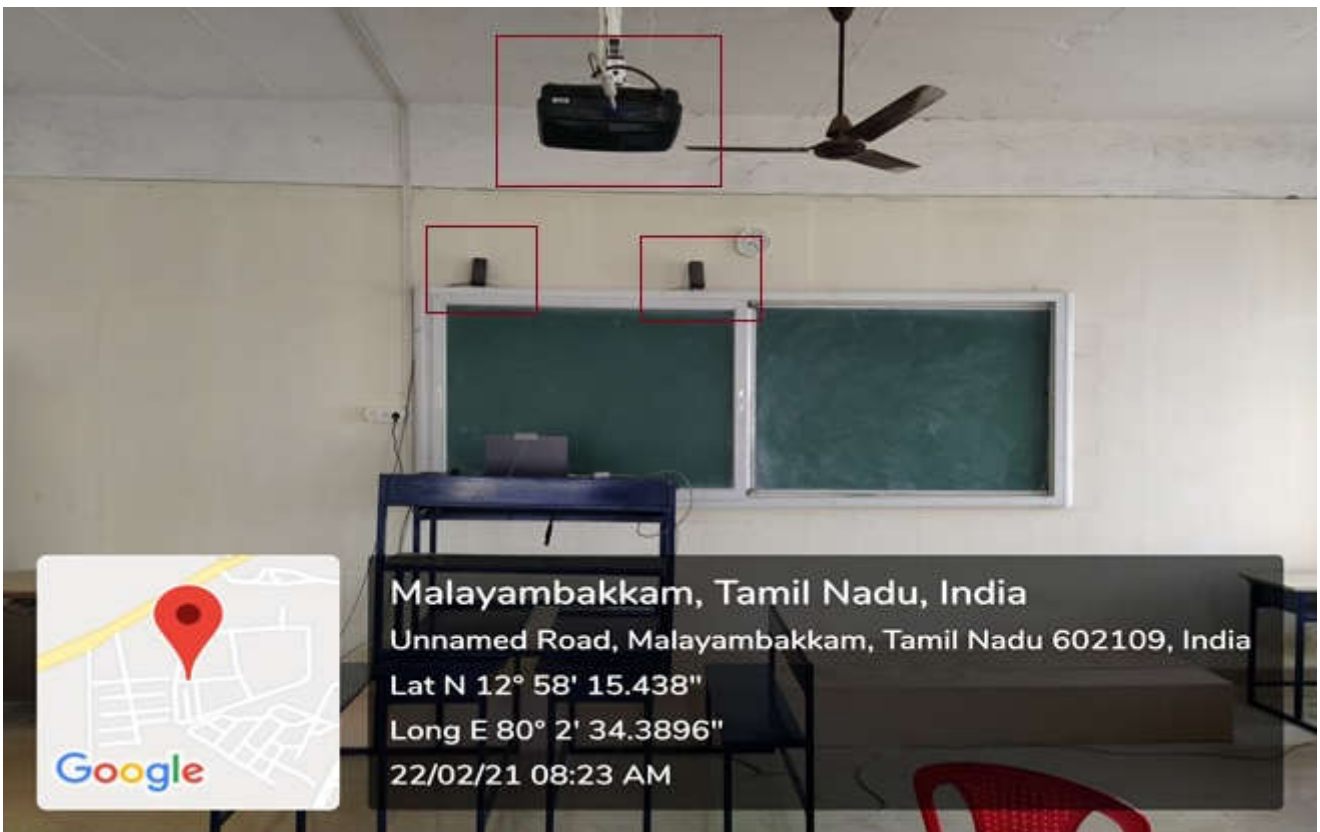 Malayambakkam, Tamil Nadu, India
Unnamed Road, Malayambakkam, Tamil Nadu 602109, India
Lat N 12° 58' 15.438"
Long E 80° 2' 34.3896"
22/02/21 08:23 AM
Google